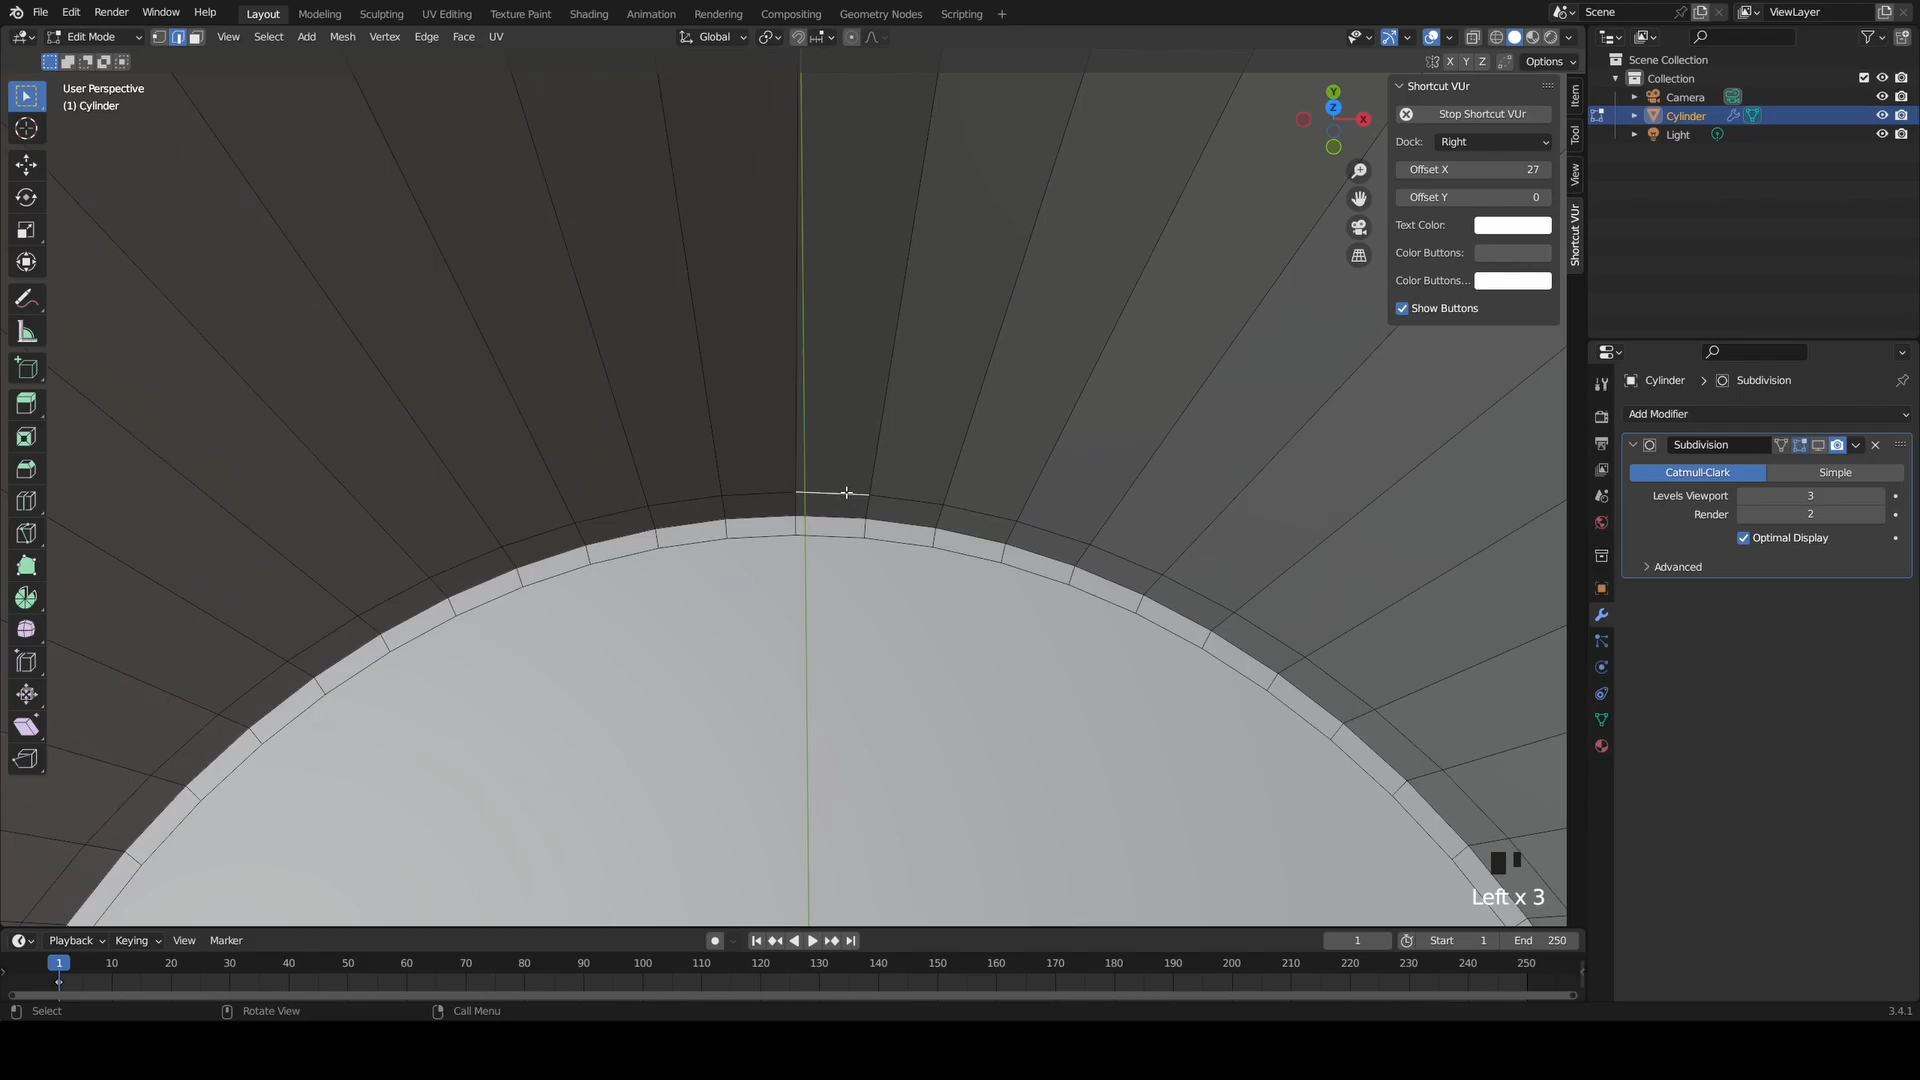 File Edit Render Window Help Layout Modeling Sculpting UV Editing Texture Paint Shading Animation Rendering Compositing Geometry Nodes Scripting + Scene ViewLayer
Edit Mode View Select Add Mesh Vertex Edge Face UV Global
X Y Z Options
User Perspective
(1) Cylinder
Y
Z
X
Shortcut VUr
Stop Shortcut VUr
Dock: Right
Offset X 27
Offset Y 0
Text Color:
Color Buttons:
Color Buttons...
Show Buttons
Item
Tool
View
Shortcut VUr
Scene Collection
Collection
Camera
Cylinder
Light
Cylinder > Subdivision
Add Modifier
Subdivision
Catmull-Clark Simple
Levels Viewport 3
Render 2
Optimal Display
Advanced
Left x 3
Playback Keying View Marker 1 Start 1 End 250
1 10 20 30 40 50 60 70 80 90 100 110 120 130 140 150 160 170 180 190 200 210 220 230 240 250
Select Rotate View Call Menu 3.4.1